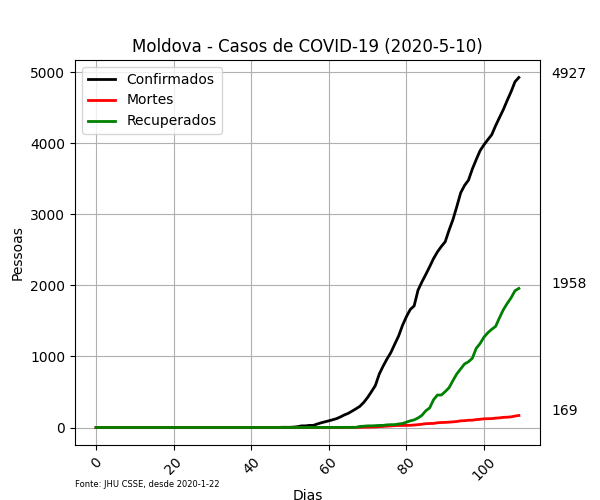 Moldova - Casos de COVID-19 (2020-5-10)
Confirmados
Mortes
Recuperados
Pessoas
5000
4000
3000
2000
1000
0
4927
1958
169
0
20
40
60
80
100
Fonte: JHU CSSE, desde 2020-1-22
Dias